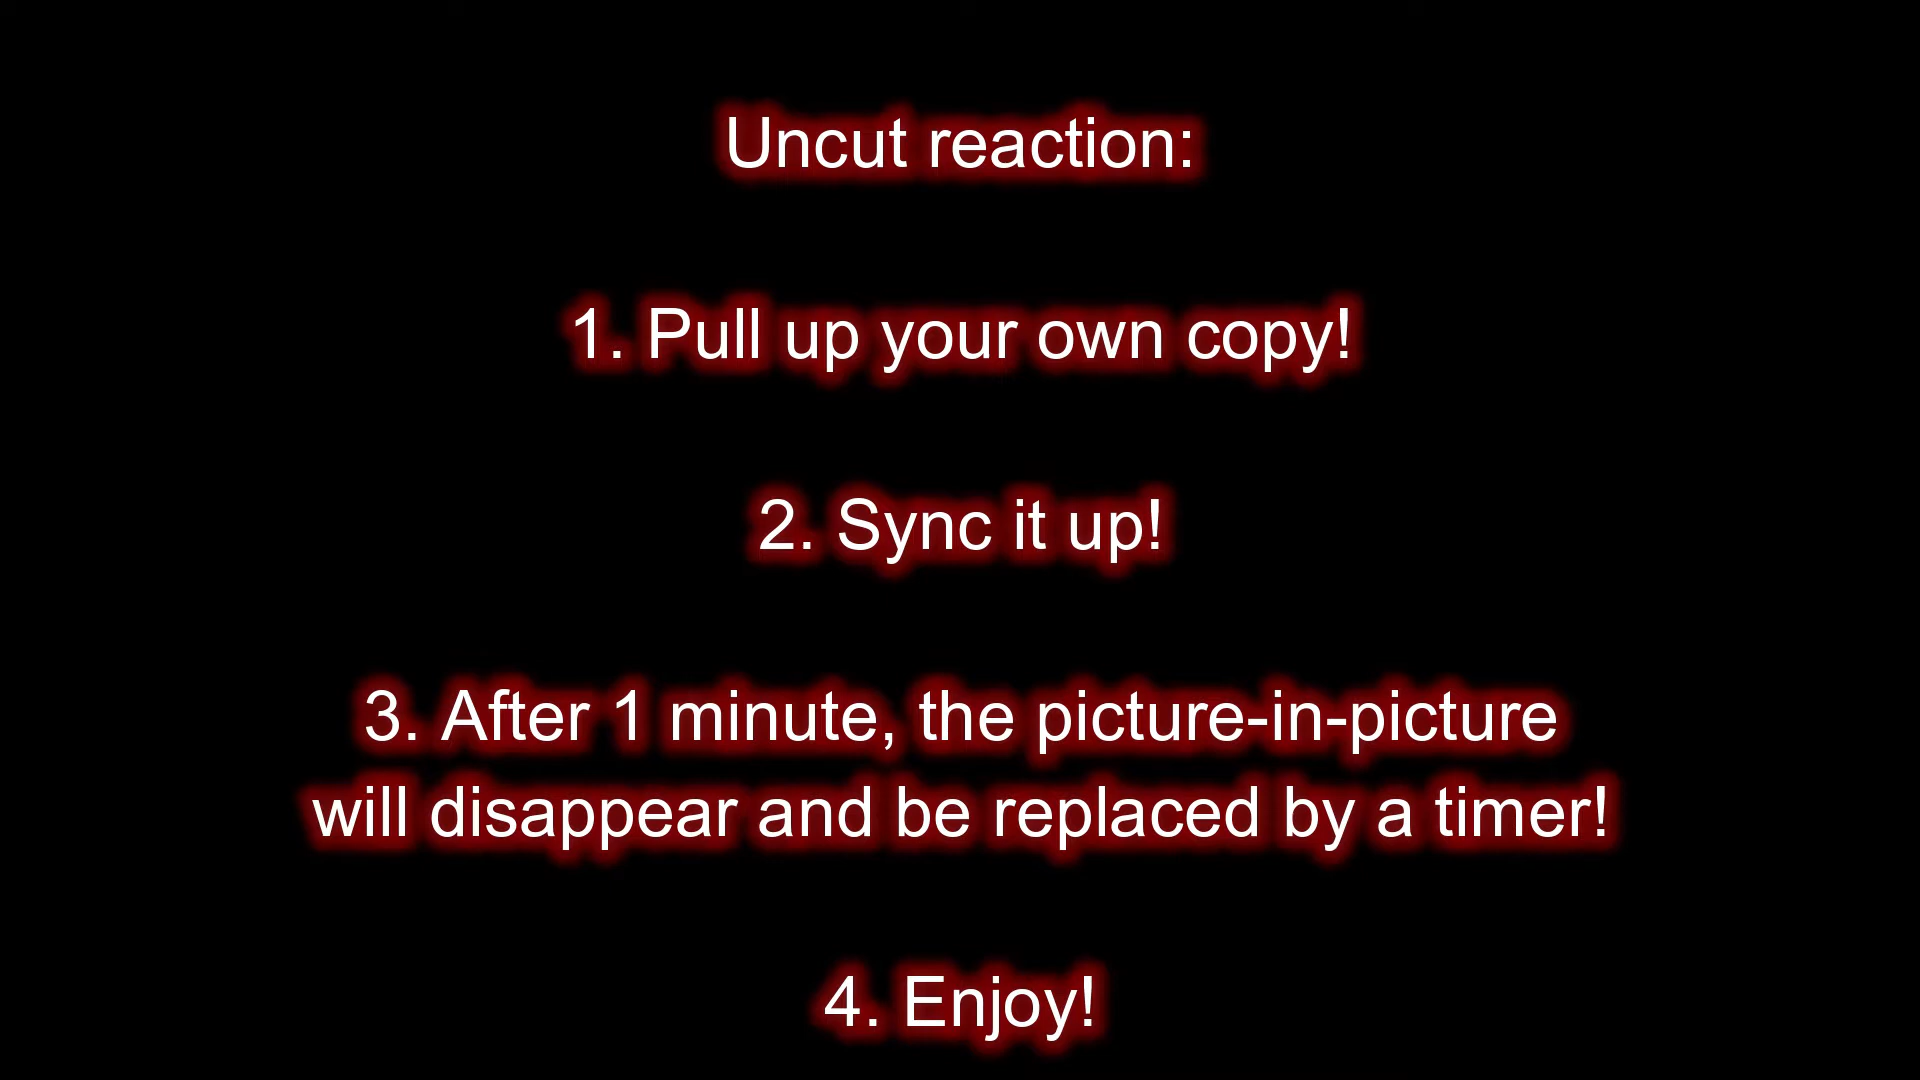 Uncut reaction:
1. Pull up your own copy!
2. Sync it up!
3. After 1 minute, the picture-in-picture
will disappear and be replaced by a timer!
4. Enjoy!